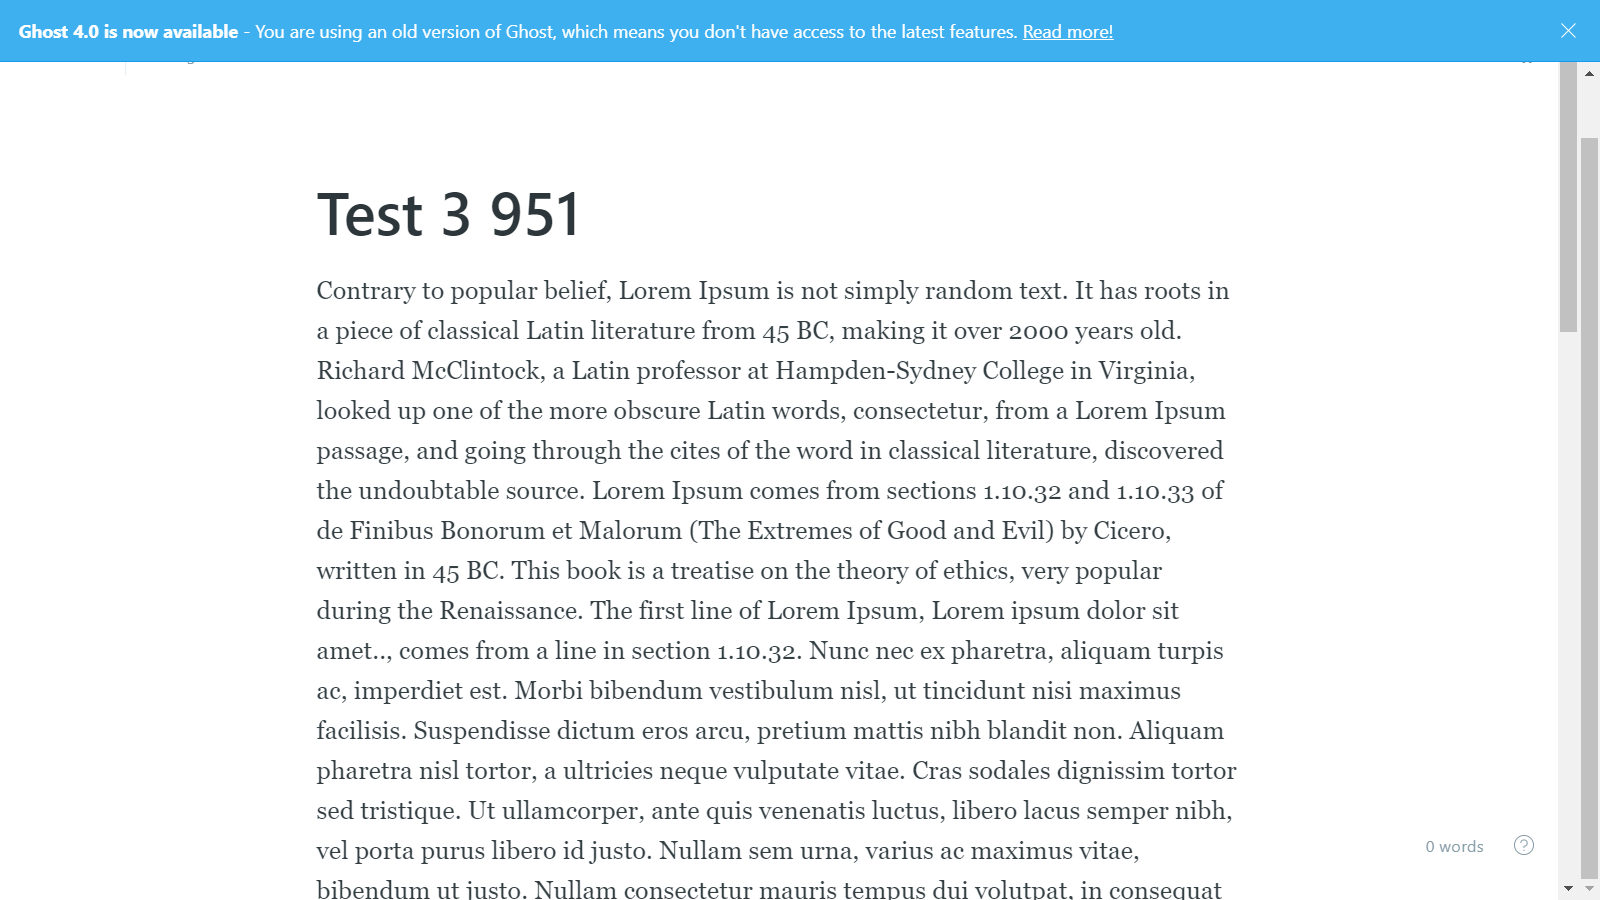 Ghost 4.0 is now available - You are using an old version of Ghost, which means you don't have access to the latest features. Read more!
Test 3 951
Contrary to popular belief, Lorem Ipsum is not simply random text. It has roots in
a piece of classical Latin literature from 45 BC, making it over 2000 years old.
Richard McClintock, a Latin professor at Hampden-Sydney College in Virginia,
looked up one of the more obscure Latin words, consectetur, from a Lorem Ipsum
passage, and going through the cites of the word in classical literature, discovered
the undoubtable source. Lorem Ipsum comes from sections 1.10.32 and 1.10.33 of
de Finibus Bonorum et Malorum (The Extremes of Good and Evil) by Cicero,
written in 45 BC. This book is a treatise on the theory of ethics, very popular
during the Renaissance. The first line of Lorem Ipsum, Lorem ipsum dolor sit
amet.., comes from a line in section 1.10.32. Nunc nec ex pharetra, aliquam turpis
ac, imperdiet est. Morbi bibendum vestibulum nisl, ut tincidunt nisi maximus
facilisis. Suspendisse dictum eros arcu, pretium mattis nibh blandit non. Aliquam
pharetra nisl tortor, a ultricies neque vulputate vitae. Cras sodales dignissim tortor
sed tristique. Ut ullamcorper, ante quis venenatis luctus, libero lacus semper nibh,
vel porta purus libero id justo. Nullam sem urna, varius ac maximus vitae,
bibendum ut justo. Nullam consectetur mauris tempus dui volutpat, in consequat
0 words